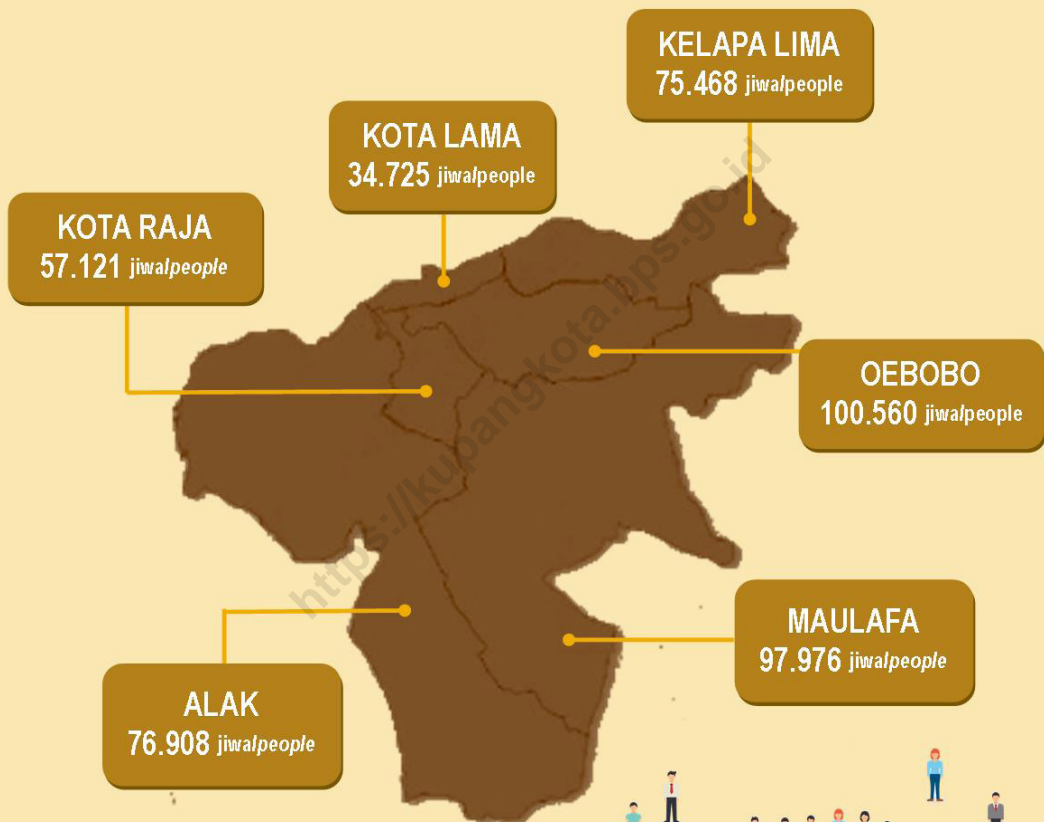 KELAPA LIMA
75.468 jiwa/people
KOTA LAMA
34.725 jiwa/people
KOTA RAJA
57.121 jiwa/people
OEBOBO
100.560 jiwa/people
MAULAFA
97.976 jiwa/people
ALAK
76.908 jiwa/people
https://kupangkota.bps.go.id